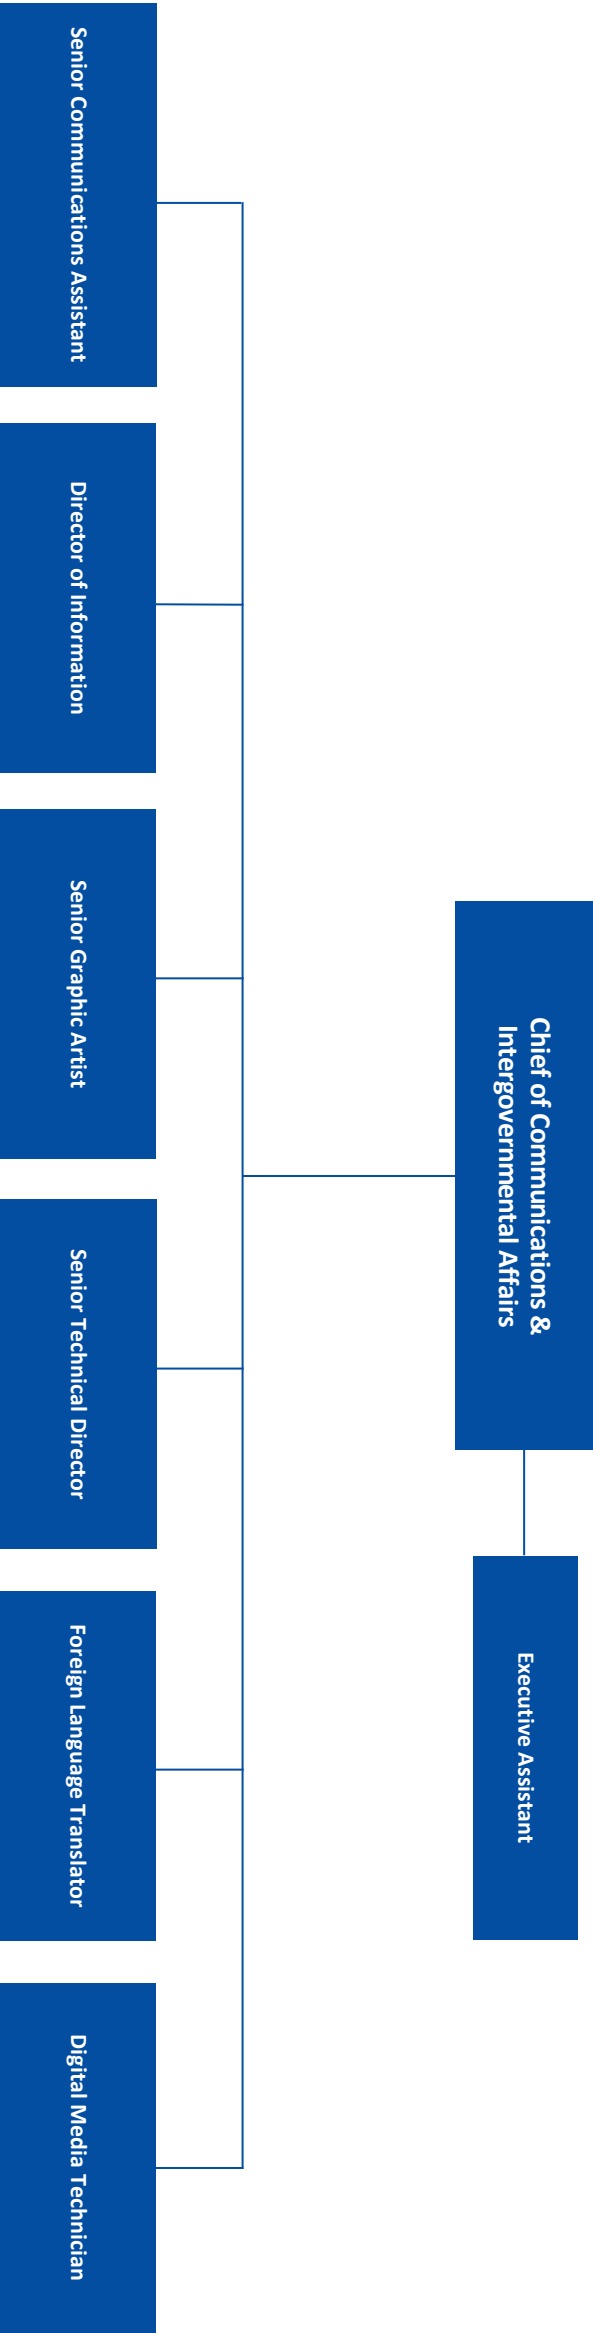 Chief of Communications &
Intergovernmental Affairs
Executive Assistant
Senior Communications Assistant
Director of Information
Senior Graphic Artist
Senior Technical Director
Foreign Language Translator
Digital Media Technician